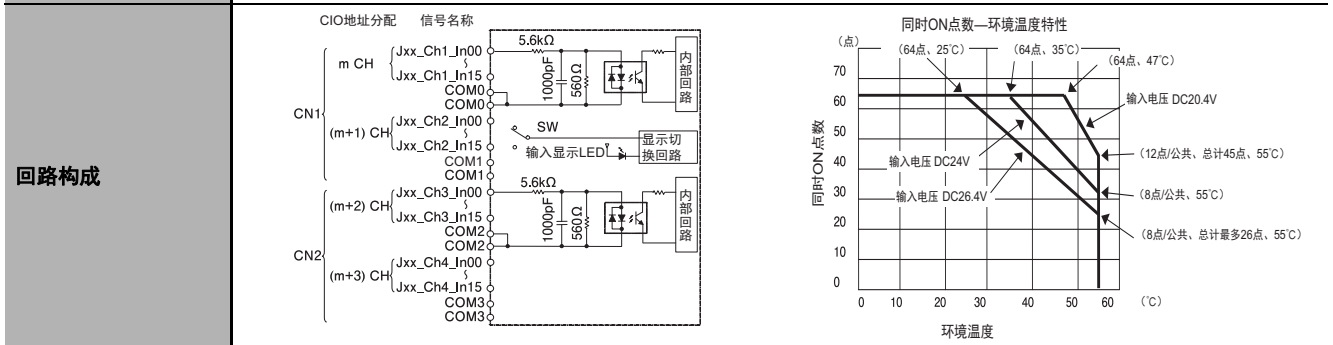 回路构成
CIO地址分配 信号名称
m CH
Jxx_Ch1_In00
Jxx_Ch1_In15
COM0
COM0
CN1
(m+1) CH
Jxx_Ch2_In00
Jxx_Ch2_In15
COM1
COM1
(m+2) CH
Jxx_Ch3_In00
Jxx_Ch3_In15
COM2
COM2
CN2
(m+3) CH
Jxx_Ch4_In00
Jxx_Ch4_In15
COM3
COM3
5.6kΩ
1000pF
560Ω
内部回路
SW
输入显示LED
显示切
换回路
5.6kΩ
1000pF
560Ω
内部回路
同时ON点数—环境温度特性
(点)
(64点、25℃)
(64点、35℃)
(64点、47℃)
70
60
50
40
30
20
10
0
同时ON点数
输入电压 DC20.4V
输入电压 DC24V
输入电压 DC26.4V
(12点/公共、总计45点、55℃)
(8点/公共、55℃)
(8点/公共、总计最多26点、55℃)
0 10 20 30 40 50 60 (℃)
环境温度